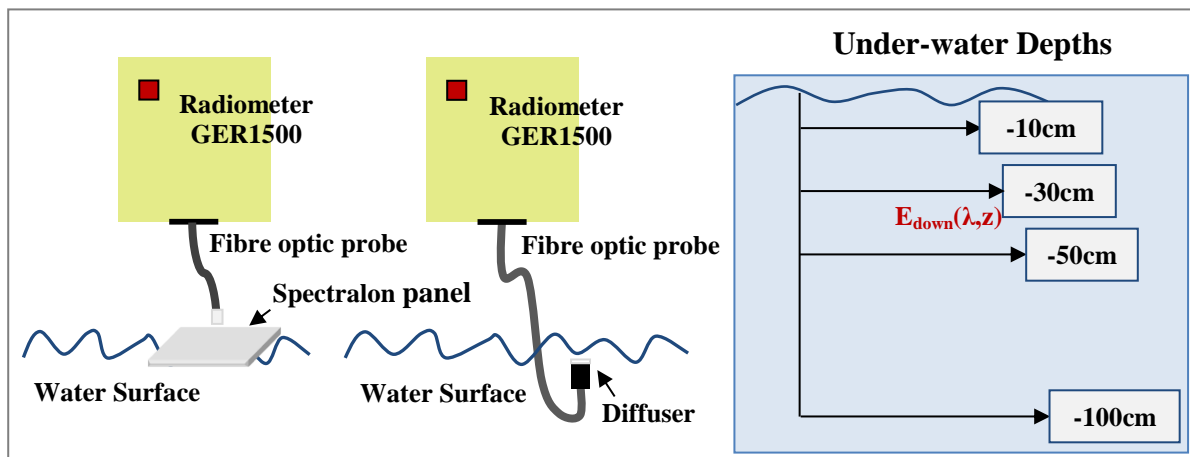 Radiometer
GER1500
Fibre optic probe
Spectralon panel
Water Surface
Radiometer
GER1500
Fibre optic probe
Water Surface
Diffuser
Under-water Depths
-10cm
-30cm
E_down(λ,z)
-50cm
-100cm